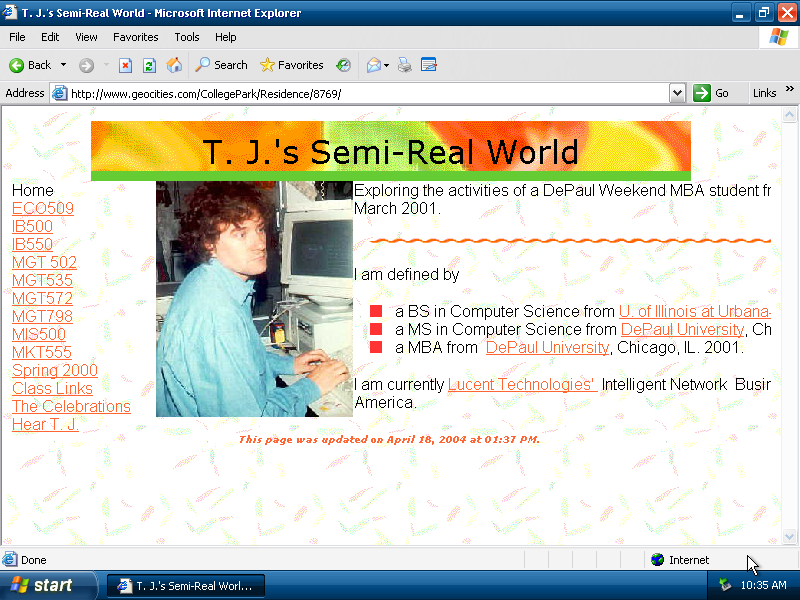 T. J.'s Semi-Real World - Microsoft Internet Explorer
File Edit View Favorites Tools Help
Back Search Favorites
Address http://www.geocities.com/CollegePark/Residence/8769/ Go Links »
T. J.'s Semi-Real World
Home
ECO509
IB500
IB550
MGT 502
MGT535
MGT572
MGT798
MIS500
MKT555
Spring 2000
Class Links
The Celebrations
Hear T. J.
Exploring the activities of a DePaul Weekend MBA student fr
March 2001.
I am defined by
a BS in Computer Science from U. of Illinois at Urbana-
a MS in Computer Science from DePaul University, Ch
a MBA from DePaul University, Chicago, IL. 2001.
I am currently Lucent Technologies' Intelligent Network Busin
America.
This page was updated on April 18, 2004 at 01:37 PM.
Done Internet
start T. J.'s Semi-Real Worl... 10:35 AM